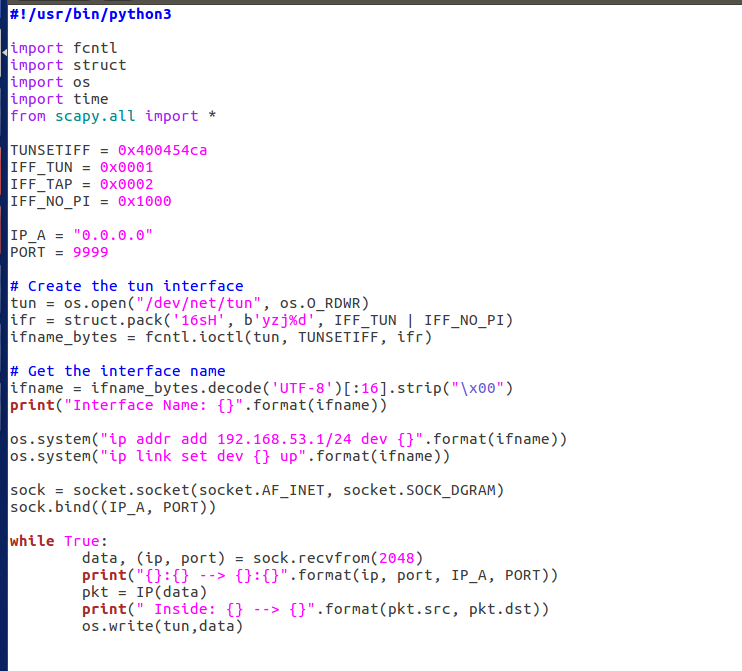 #!/usr/bin/python3

import fcntl
import struct
import os
import time
from scapy.all import *

TUNSETIFF = 0x400454ca
IFF_TUN = 0x0001
IFF_TAP = 0x0002
IFF_NO_PI = 0x1000

IP_A = "0.0.0.0"
PORT = 9999

# Create the tun interface
tun = os.open("/dev/net/tun", os.O_RDWR)
ifr = struct.pack('16sH', b'yzj%d', IFF_TUN | IFF_NO_PI)
ifname_bytes = fcntl.ioctl(tun, TUNSETIFF, ifr)

# Get the interface name
ifname = ifname_bytes.decode('UTF-8')[:16].strip("\x00")
print("Interface Name: {}".format(ifname))

os.system("ip addr add 192.168.53.1/24 dev {}".format(ifname))
os.system("ip link set dev {} up".format(ifname))

sock = socket.socket(socket.AF_INET, socket.SOCK_DGRAM)
sock.bind((IP_A, PORT))

while True:
        data, (ip, port) = sock.recvfrom(2048)
        print("{}:{} --> {}:{}".format(ip, port, IP_A, PORT))
        pkt = IP(data)
        print(" Inside: {} --> {}".format(pkt.src, pkt.dst))
        os.write(tun,data)